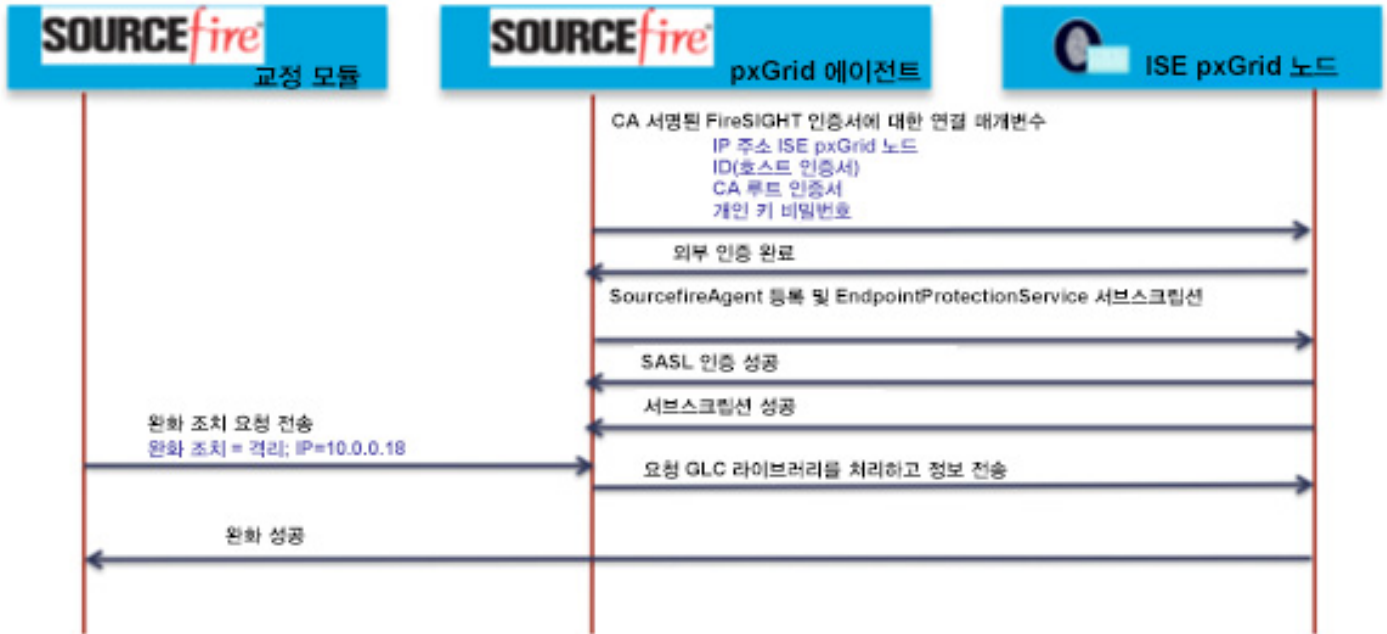 SOURCEfire
교정 모듈
SOURCEfire
pxGrid 에이전트
ISE pxGrid 노드
CA 서명된 FireSIGHT 인증서에 대한 연결 매개변수
IP 주소 ISE pxGrid 노드
ID(호스트 인증서)
CA 루트 인증서
개인 키 비밀번호
외부 인증 완료
SourcefireAgent 등록 및 EndpointProtectionService 서브스크립션
SASL 인증 성공
서브스크립션 성공
완화 조치 요청 전송
완화 조치 = 격리; IP=10.0.0.18
요청 GLC 라이브러리를 처리하고 정보 전송
완화 성공